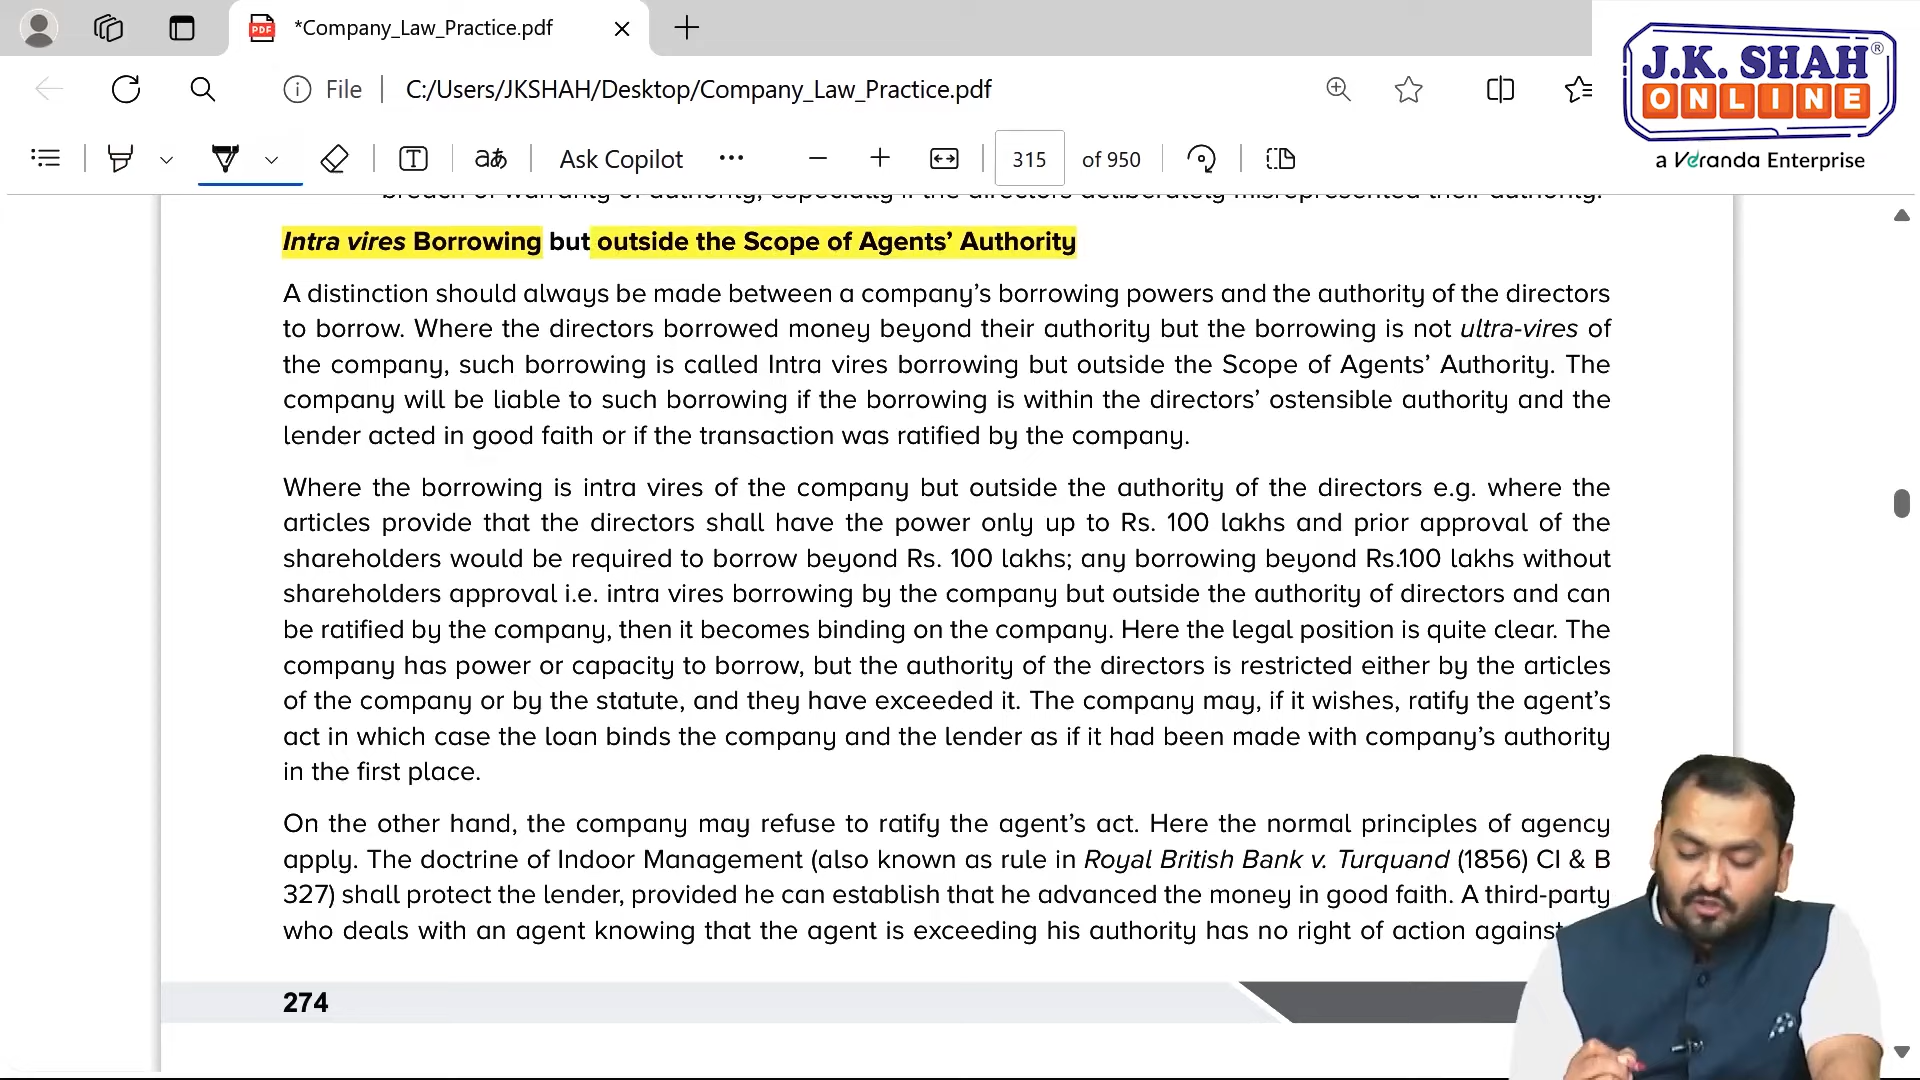 *Company_Law_Practice.pdf
File
C:/Users/JKSHAH/Desktop/Company_Law_Practice.pdf
J.K. SHAH®
ONLINE
a Veranda Enterprise
Ask Copilot
315 of 950
breach of warranty of authority, especially if the directors deliberately misrepresented their authority.
Intra vires Borrowing but outside the Scope of Agents’ Authority
A distinction should always be made between a company’s borrowing powers and the authority of the directors
to borrow. Where the directors borrowed money beyond their authority but the borrowing is not ultra-vires of
the company, such borrowing is called Intra vires borrowing but outside the Scope of Agents’ Authority. The
company will be liable to such borrowing if the borrowing is within the directors’ ostensible authority and the
lender acted in good faith or if the transaction was ratified by the company.
Where the borrowing is intra vires of the company but outside the authority of the directors e.g. where the
articles provide that the directors shall have the power only up to Rs. 100 lakhs and prior approval of the
shareholders would be required to borrow beyond Rs. 100 lakhs; any borrowing beyond Rs.100 lakhs without
shareholders approval i.e. intra vires borrowing by the company but outside the authority of directors and can
be ratified by the company, then it becomes binding on the company. Here the legal position is quite clear. The
company has power or capacity to borrow, but the authority of the directors is restricted either by the articles
of the company or by the statute, and they have exceeded it. The company may, if it wishes, ratify the agent’s
act in which case the loan binds the company and the lender as if it had been made with company’s authority
in the first place.
On the other hand, the company may refuse to ratify the agent’s act. Here the normal principles of agency
apply. The doctrine of Indoor Management (also known as rule in Royal British Bank v. Turquand (1856) CI & B
327) shall protect the lender, provided he can establish that he advanced the money in good faith. A third-party
who deals with an agent knowing that the agent is exceeding his authority has no right of action against
274